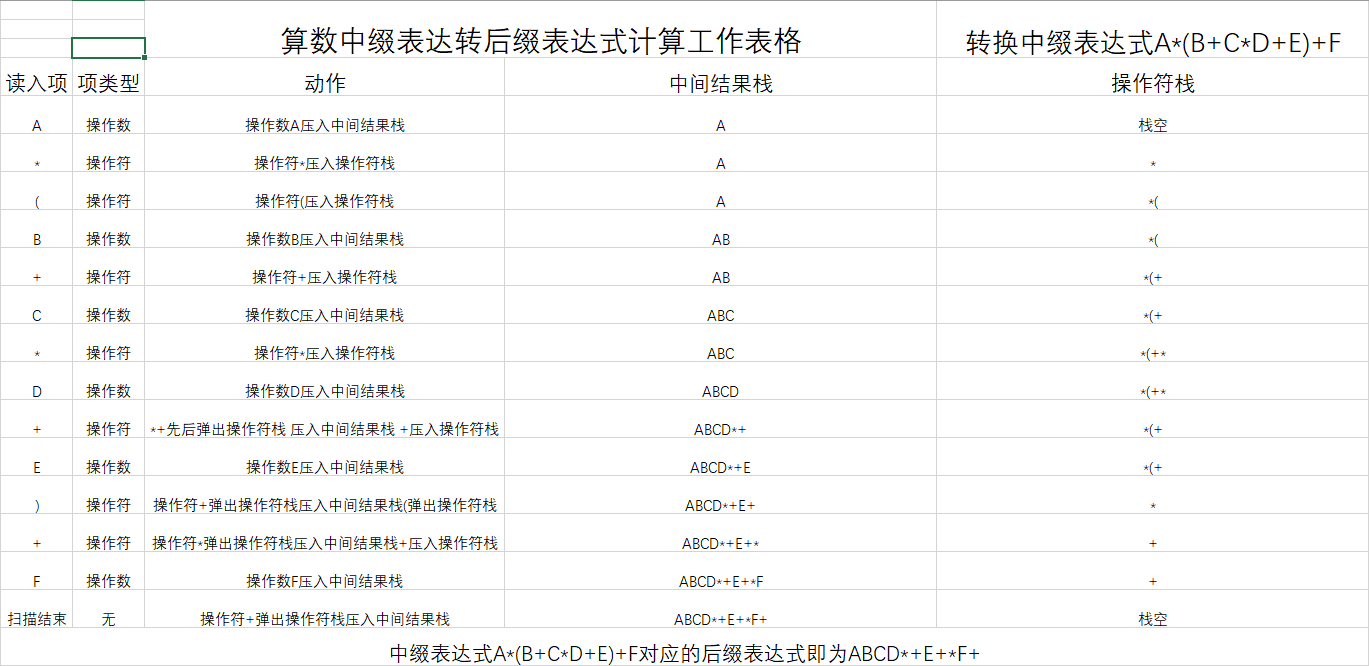 算数中缀表达转后缀表达式计算工作表格 转换中缀表达式A*(B+C*D+E)+F
读入项 项类型 动作 中间结果栈 操作符栈
A 操作数 操作数A压入中间结果栈 A 栈空
* 操作符 操作符*压入操作符栈 A *
( 操作符 操作符(压入操作符栈 A *(
B 操作数 操作数B压入中间结果栈 AB *(
+ 操作符 操作符+压入操作符栈 AB *(+
C 操作数 操作数C压入中间结果栈 ABC *(+
* 操作符 操作符*压入操作符栈 ABC *(+*
D 操作数 操作数D压入中间结果栈 ABCD *(+*
+ 操作符 *+先后弹出操作符栈 压入中间结果栈 +压入操作符栈 ABCD*+ *(+
E 操作数 操作数E压入中间结果栈 ABCD*+E *(+
) 操作符 操作符+弹出操作符栈压入中间结果栈(弹出操作符栈 ABCD*+E+ *
+ 操作符 操作符*弹出操作符栈压入中间结果栈+压入操作符栈 ABCD*+E+* +
F 操作数 操作数F压入中间结果栈 ABCD*+E+*F +
扫描结束 无 操作符+弹出操作符栈压入中间结果栈 ABCD*+E+*F+ 栈空
中缀表达式A*(B+C*D+E)+F对应的后缀表达式即为ABCD*+E+*F+